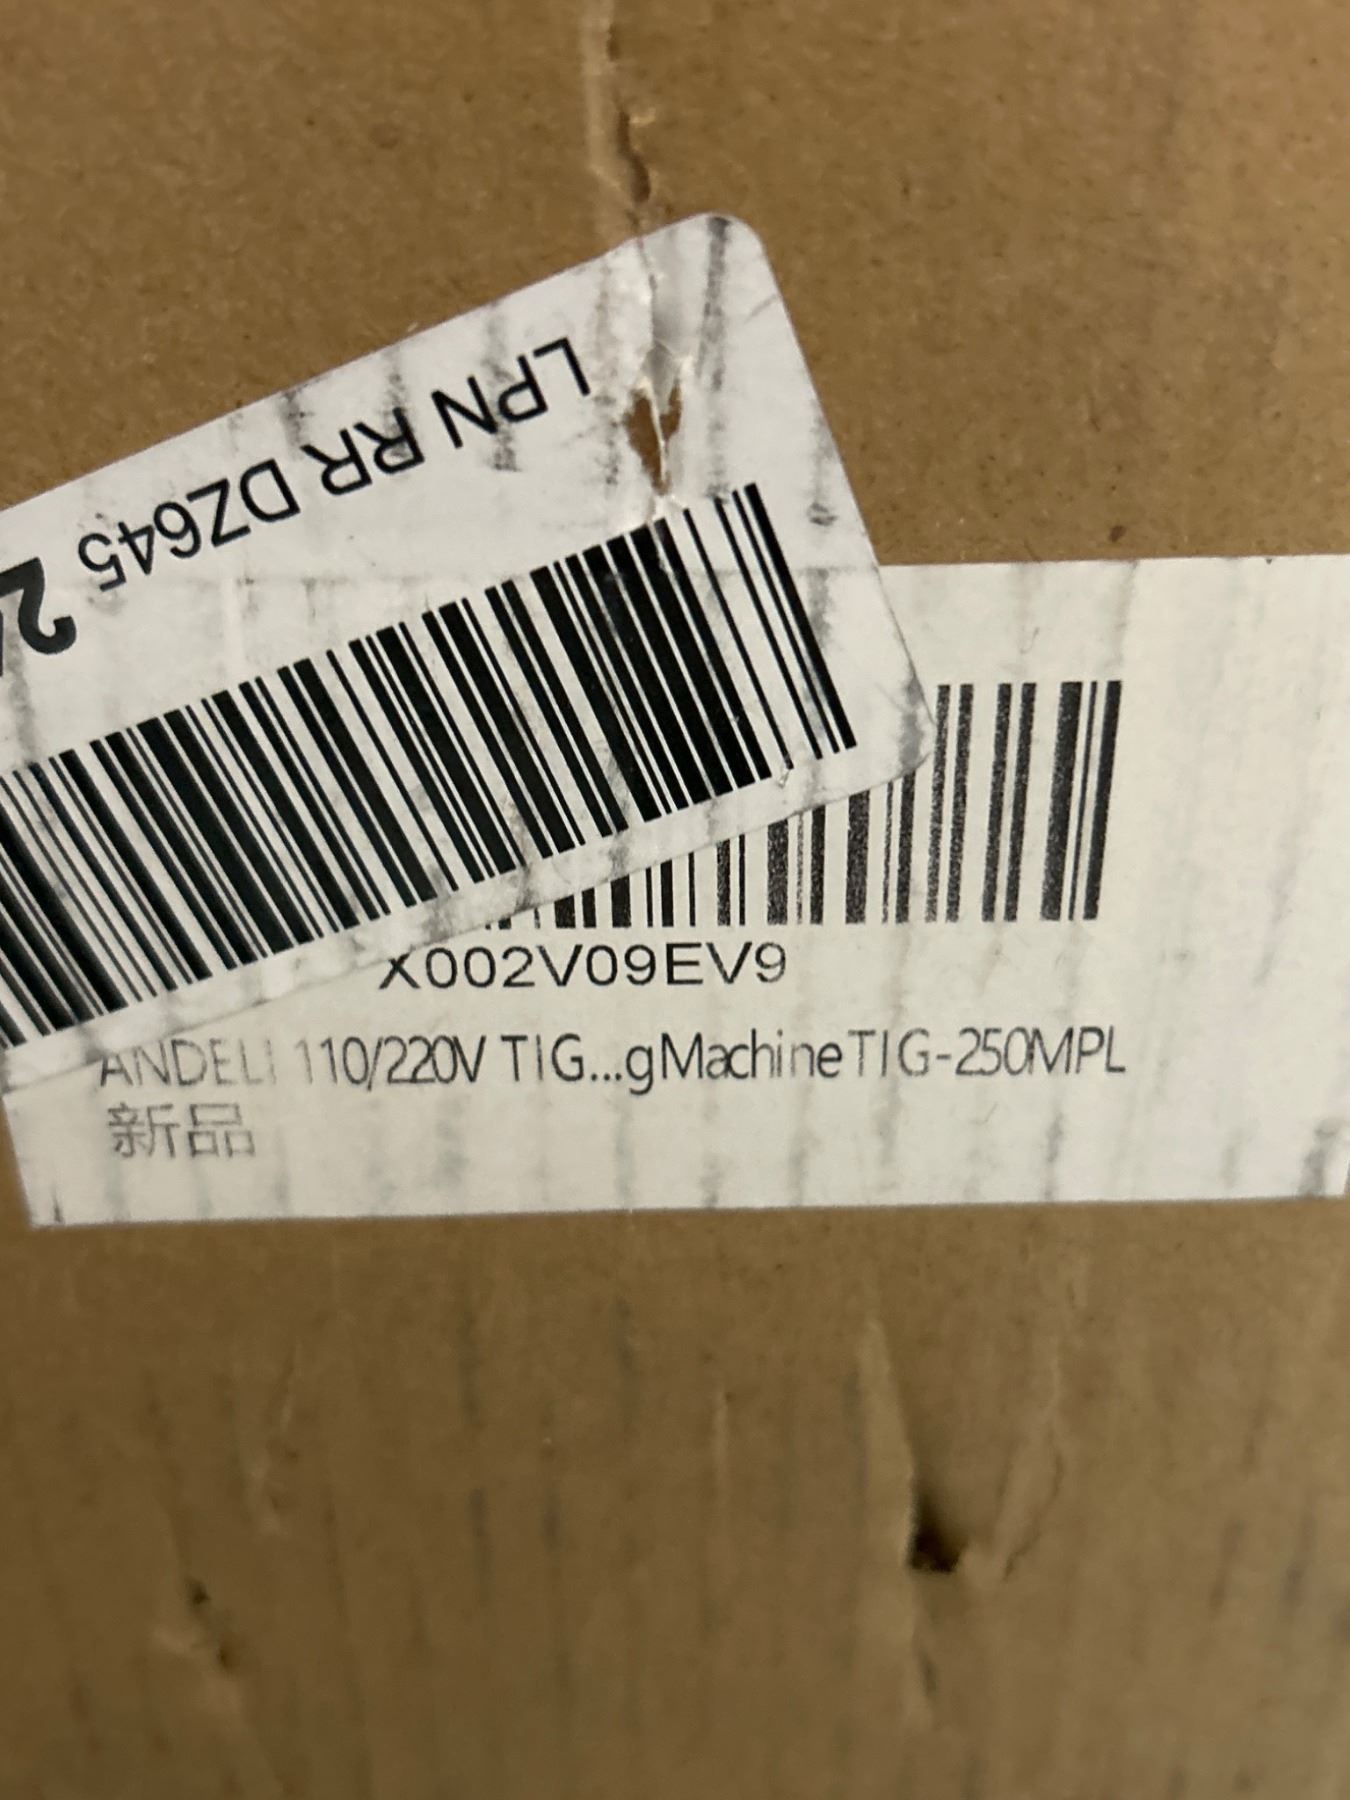 LPN RR DZ645
X002V09EV9
ANDELI 110/220V TIG...gMachineTIG-250MPL
新品